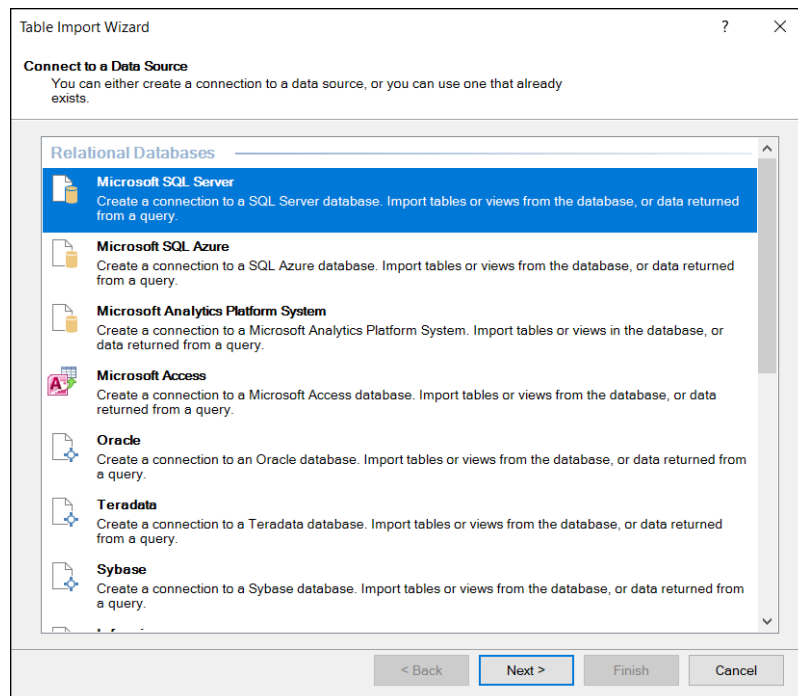 Table Import Wizard
?
Connect to a Data Source
You can either create a connection to a data source, or you can use one that already
exists.
Relational Databases
Microsoft SQL Server
Create a connection to a SQL Server database. Import tables or views from the database, or data returned
from a query.
Microsoft SQL Azure
Create a connection to a SQL Azure database. Import tables or views from the database, or data returned
from a query.
Microsoft Analytics Platform System
Create a connection to a Microsoft Analytics Platform System. Import tables or views in the database, or
data returned from a query.
Microsoft Access
Create a connection to a Microsoft Access database. Import tables or views from the database, or data
returned from a query.
Oracle
Create a connection to an Oracle database. Import tables or views from the database, or data returned from
a query.
Teradata
Create a connection to a Teradata database. Import tables or views from the database, or data returned
from a query.
Sybase
Create a connection to a Sybase database. Import tables or views from the database, or data returned from
a query.
< Back
Next >
Finish
Cancel